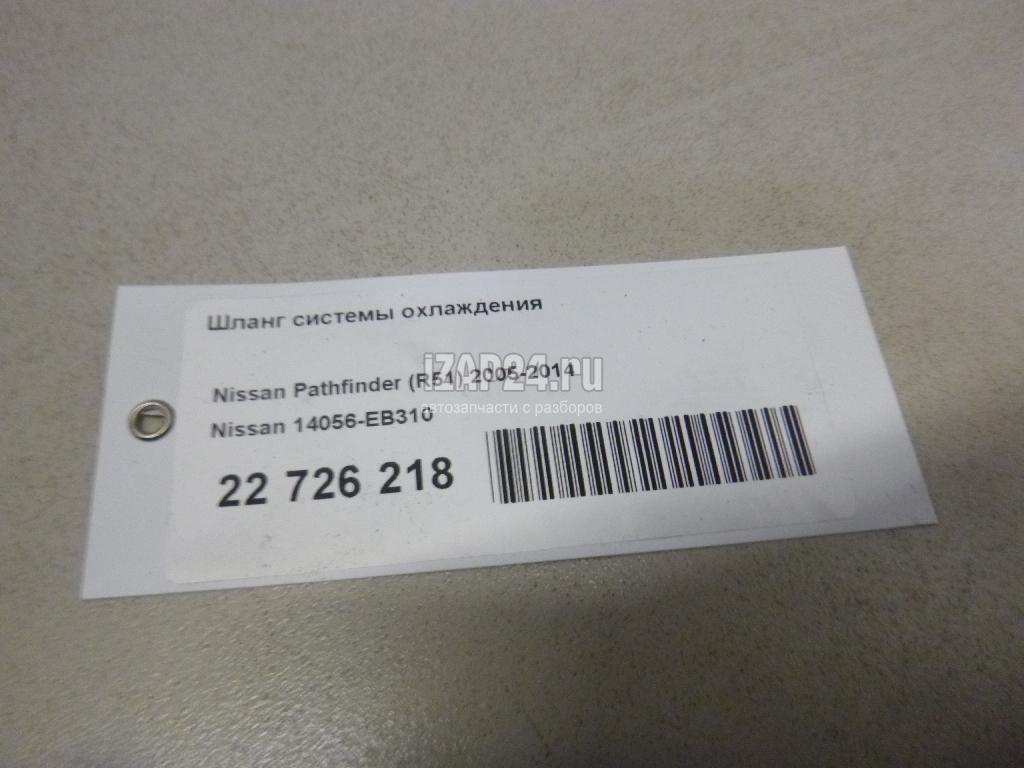 Шланг системы охлаждения
Nissan Pathfinder (R51) 2005-2014
iZAP24.ru
автозапчасти с разборов
Nissan 14056-EB310
22 726 218